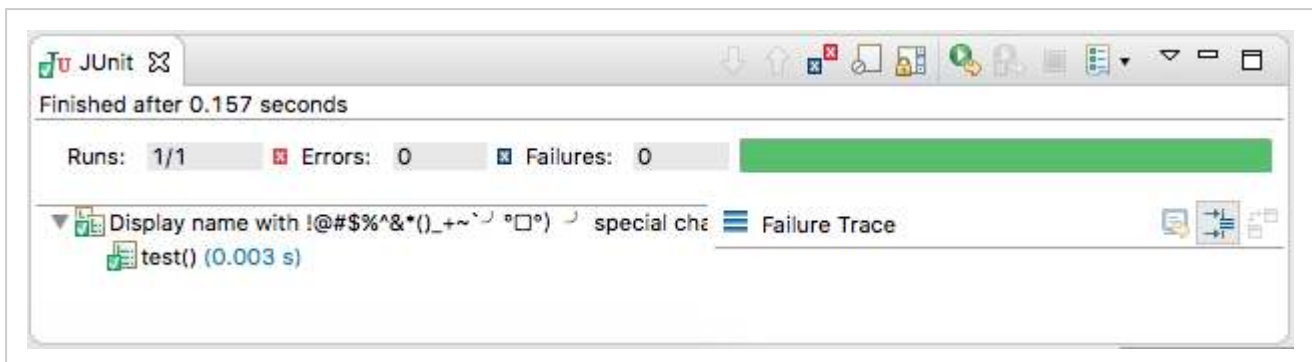 JUnit
Finished after 0.157 seconds
Runs: 1/1 Errors: 0 Failures: 0
Display name with !@#$%^&*()_+~`╯°□°) ╯ special cha
Failure Trace
test() (0.003 s)